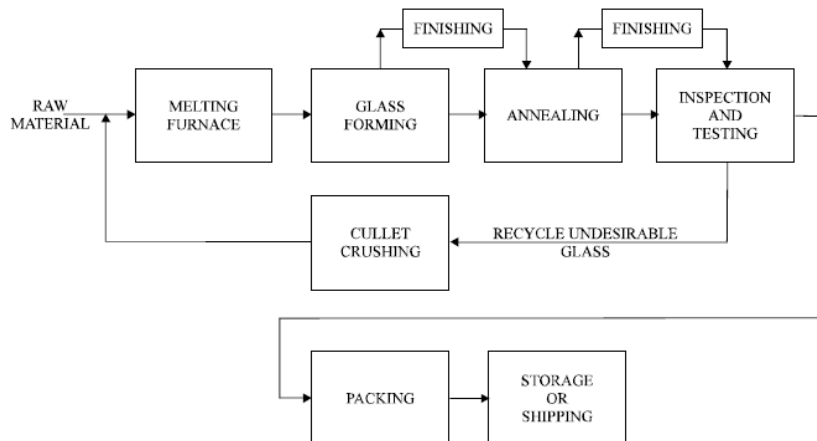 FINISHING
FINISHING
RAW
MATERIAL
MELTING
FURNACE
GLASS
FORMING
ANNEALING
INSPECTION
AND
TESTING
CULLET
CRUSHING
RECYCLE UNDESIRABLE
GLASS
PACKING
STORAGE
OR
SHIPPING